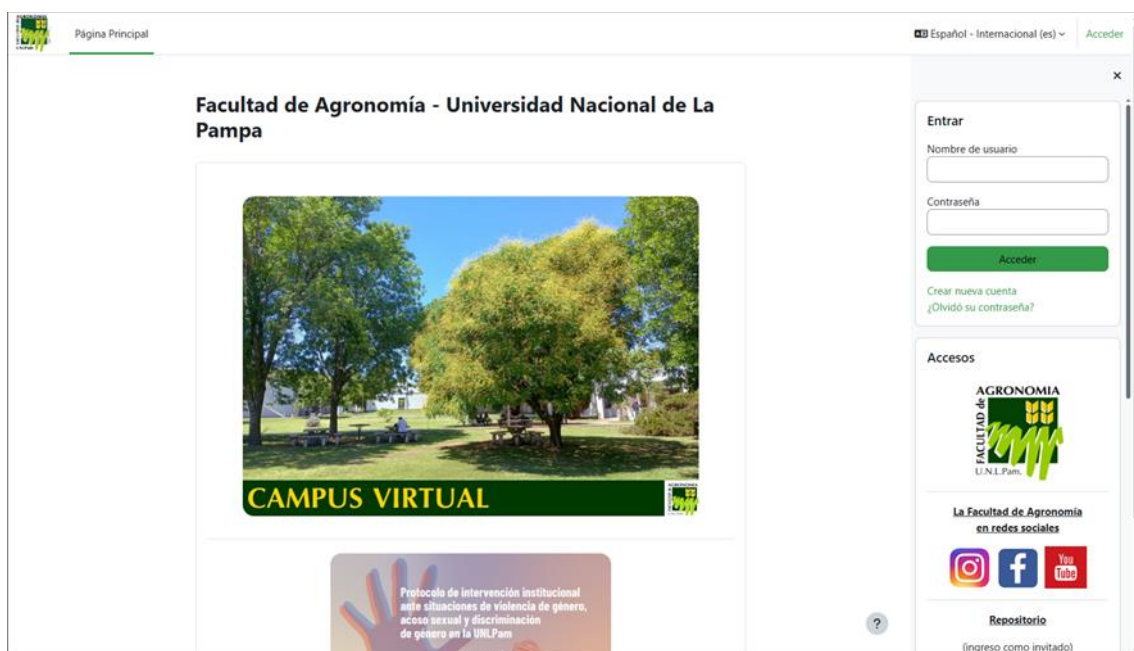 Página Principal
Español - Internacional (es)
Acceder
Facultad de Agronomía - Universidad Nacional de La
Pampa
CAMPUS VIRTUAL
Protocolo de intervención institucional
ante situaciones de violencia de género,
acoso sexual y discriminación
de género en la UNLPam
?
Entrar
Nombre de usuario
Contraseña
Acceder
Crear nueva cuenta
¿Olvidó su contraseña?
Accesos
AGRONOMIA
FACULTAD de
U.N.L.Pam.
La Facultad de Agronomía
en redes sociales
You
Tube
Repositorio
(ingreso como invitado)